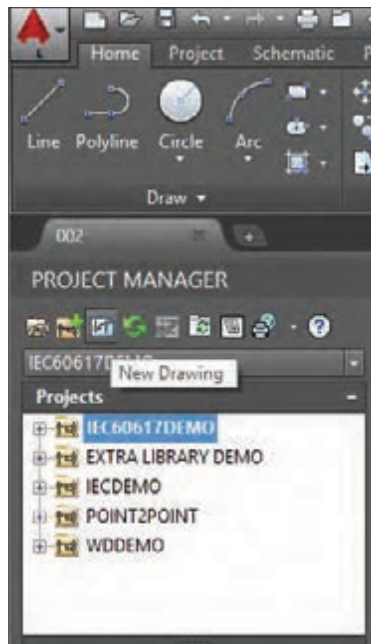 Home Project Schematic P
Line Polyline Circle Arc
Draw
002
PROJECT MANAGER
IEC60617DEMO
New Drawing
Projects
IEC60617DEMO
EXTRA LIBRARY DEMO
IECDEMO
POINT2POINT
WDDEMO